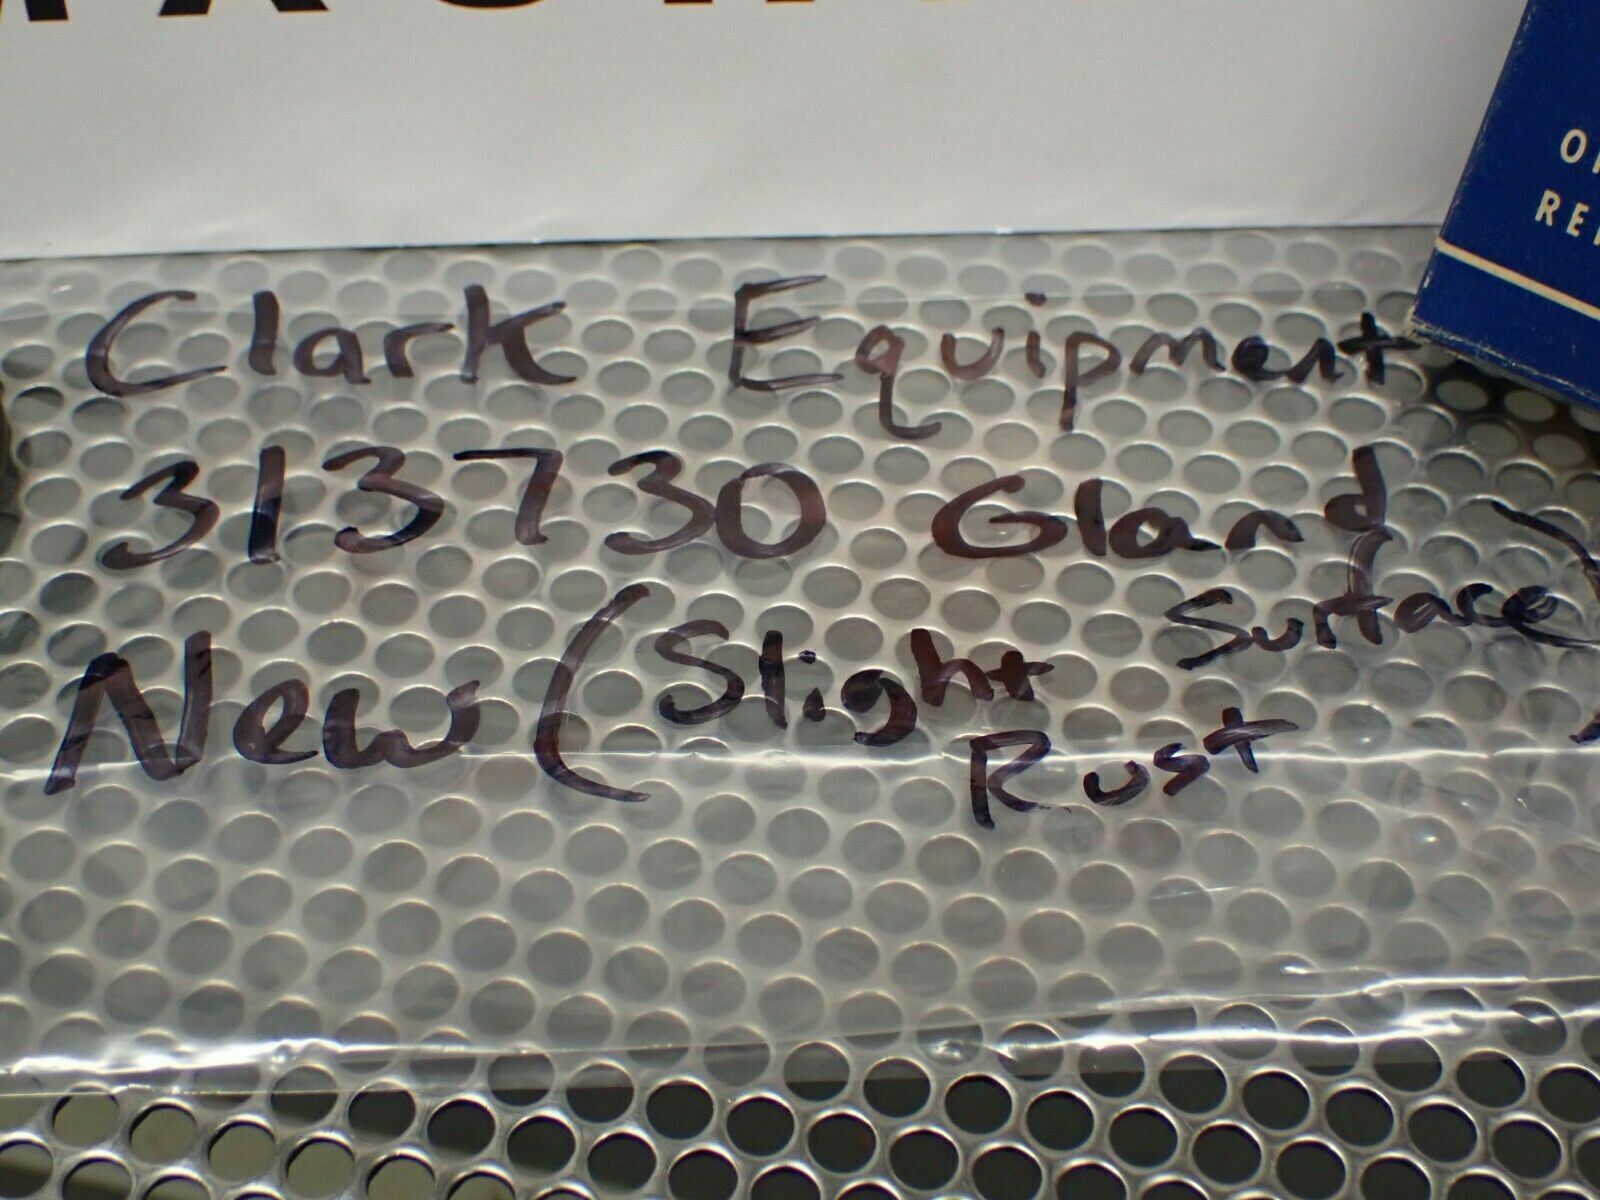 Clark Equipment
313730 Gland
New (Slight Surface)
Rust